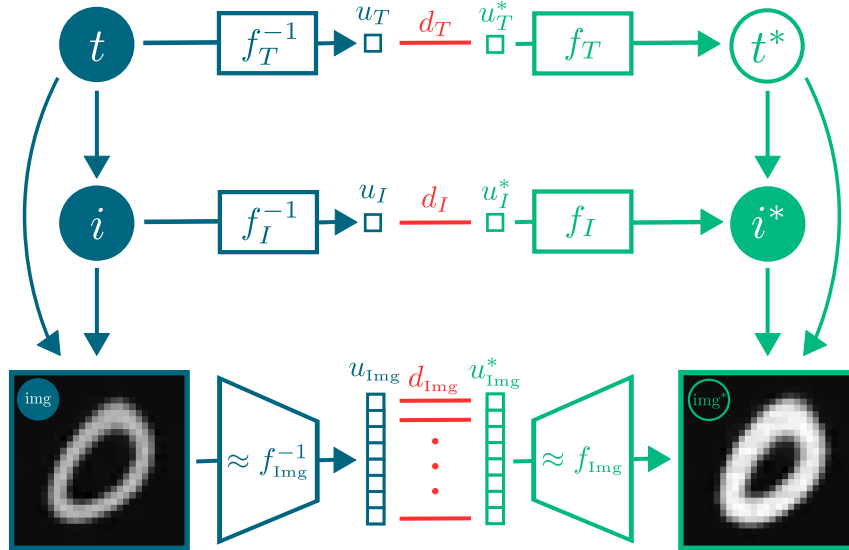 t f_T^{-1} u_T d_T u_T^* f_T t*
i f_I^{-1} u_I d_I u_I^* f_I i*
img u_Img d_Img u_Img^* img*
≈ f_Img^{-1} ≈ f_Img